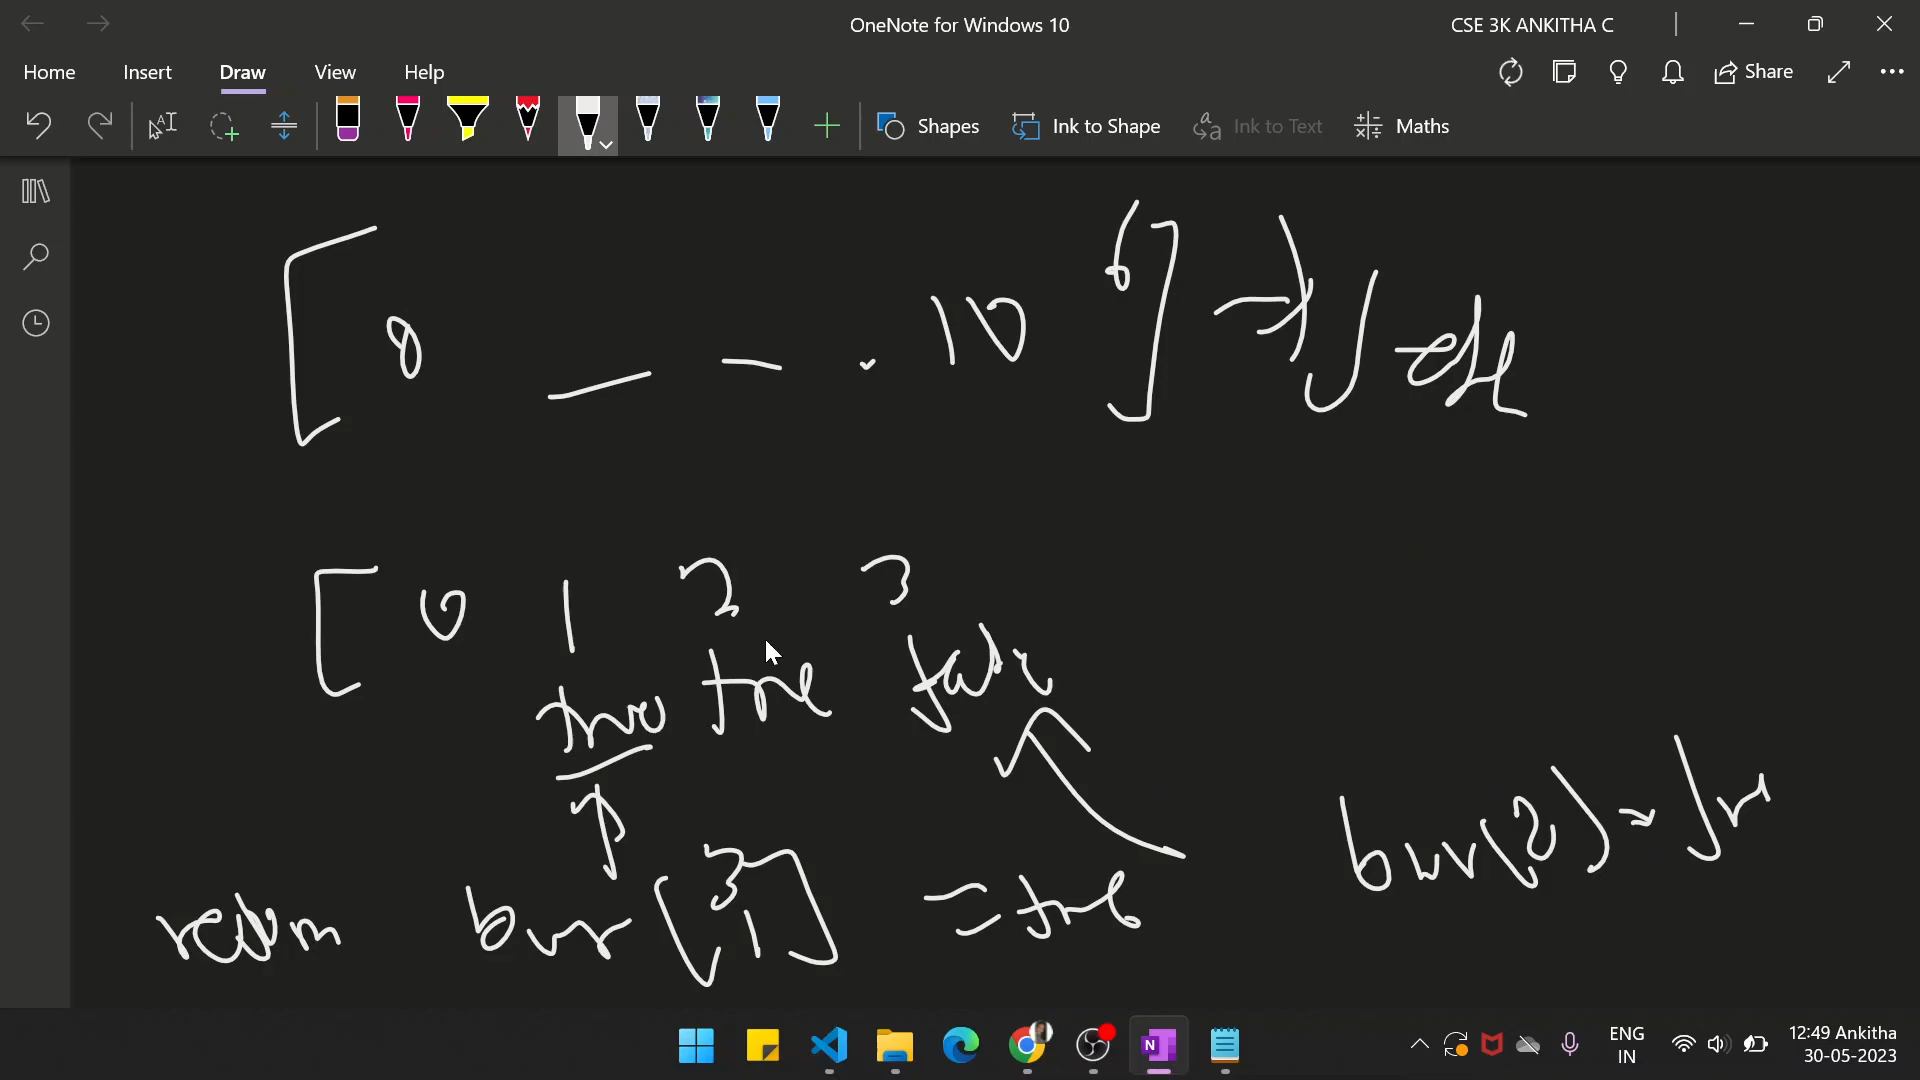 OneNote for Windows 10
CSE 3K ANKITHA C
Home Insert Draw View Help
Share
Shapes Ink to Shape Ink to Text Maths
[ 0 _ _ . 10 ]
[ 0 1 2 3
true true false
return bur [ 3 1 ] = true
bur(2)
N
ENG
IN
12:49 Ankitha
30-05-2023